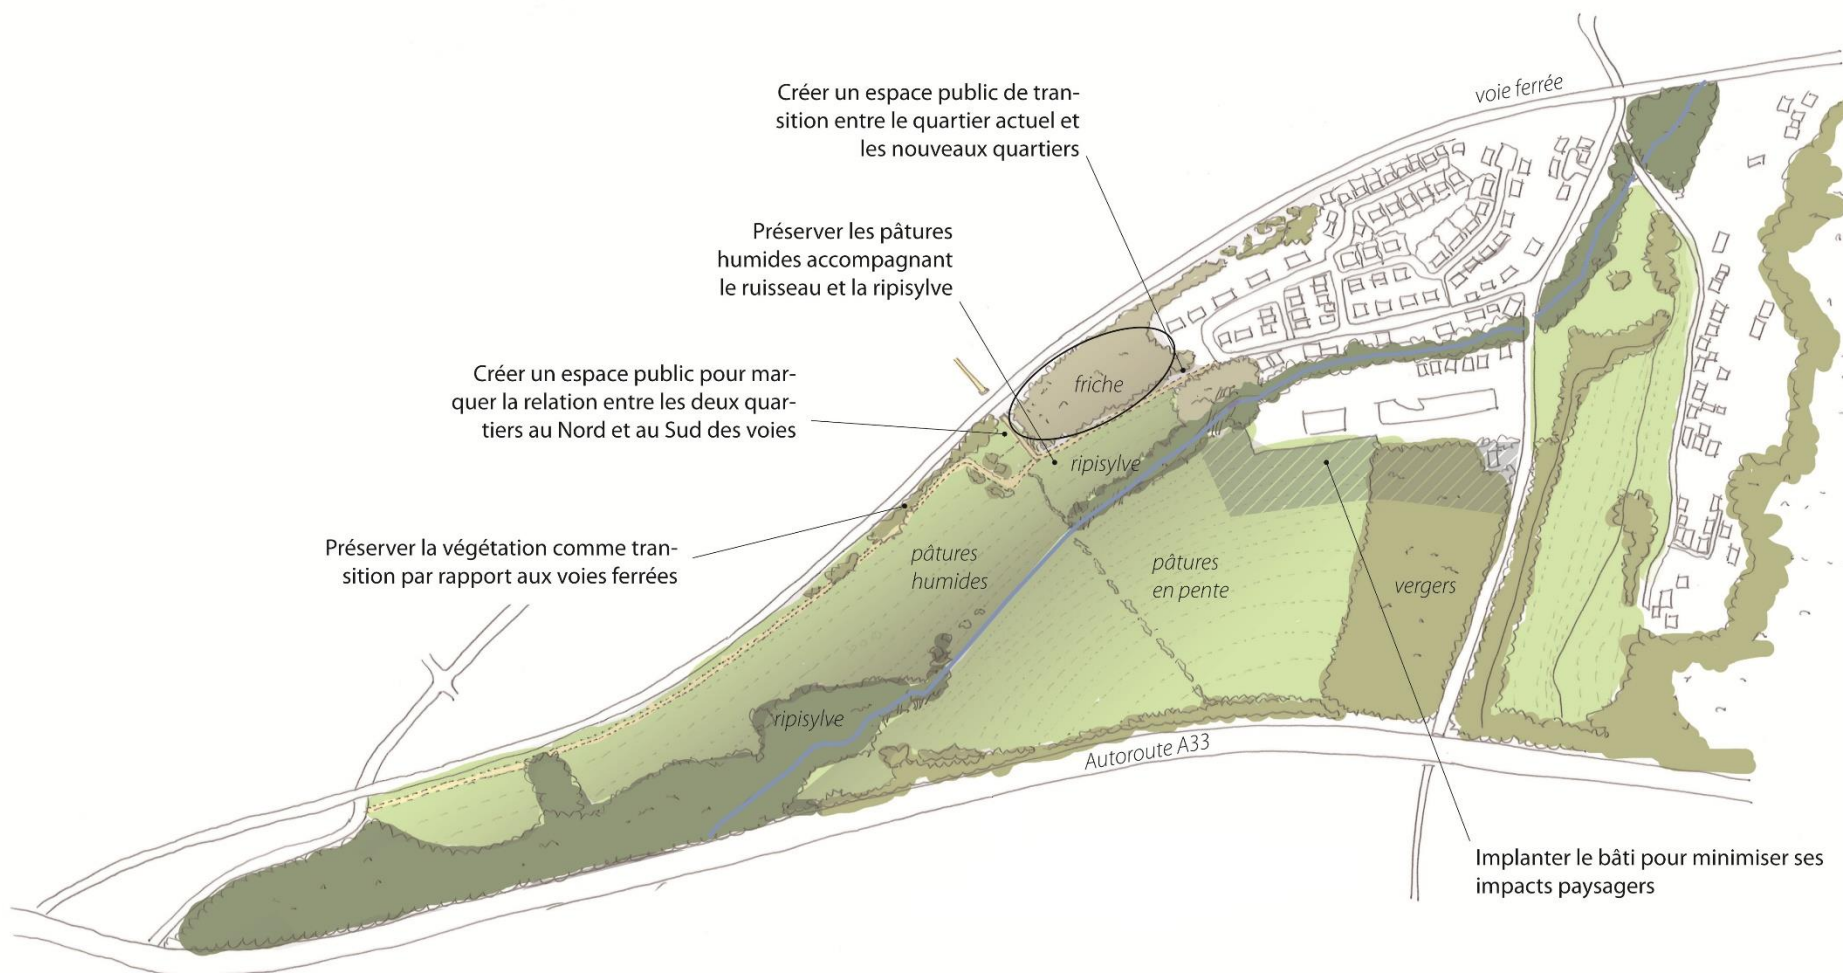 voie ferrée
Créer un espace public de tran-
sition entre le quartier actuel et
les nouveaux quartiers
Préserver les pâtures
humides accompagnant
le ruisseau et la ripisylve
Créer un espace public pour mar-
quer la relation entre les deux quar-
tiers au Nord et au Sud des voies
friche
ripisylve
Préserver la végétation comme tran-
sition par rapport aux voies ferrées
pâtures
humides
pâtures
en pente
vergers
ripisylve
Autoroute A33
Implanter le bâti pour minimiser ses
impacts paysagers